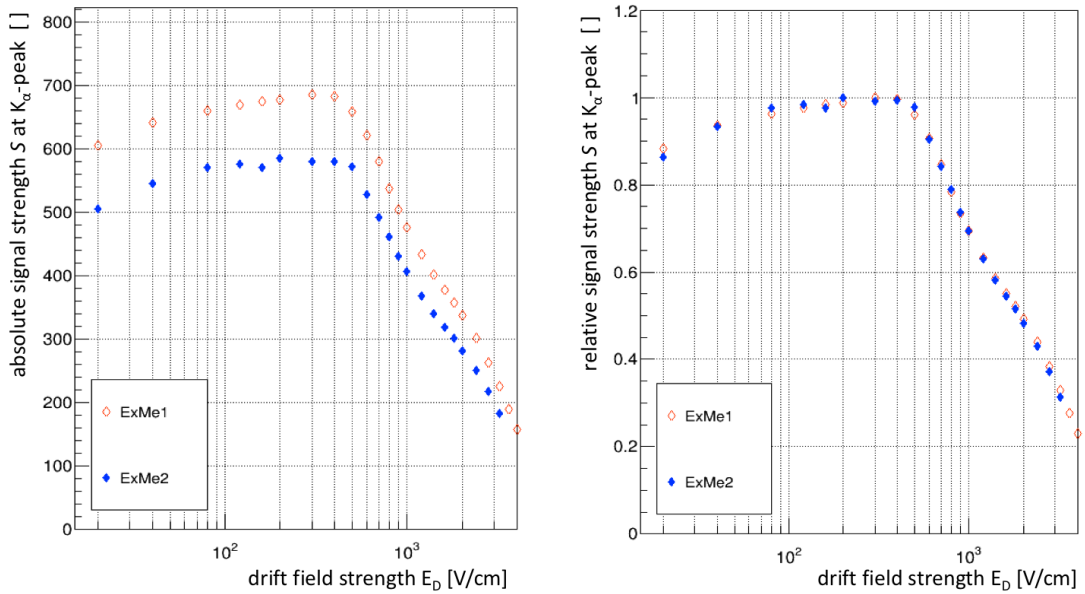 absolute signal strength S at Kα-peak [ ]
800
700
600
500
400
300
200
100
0
ExMe1
ExMe2
10²
10³
drift field strength E_D [V/cm]
relative signal strength S at Kα-peak [ ]
1.2
1
0.8
0.6
0.4
0.2
0
ExMe1
ExMe2
10²
10³
drift field strength E_D [V/cm]